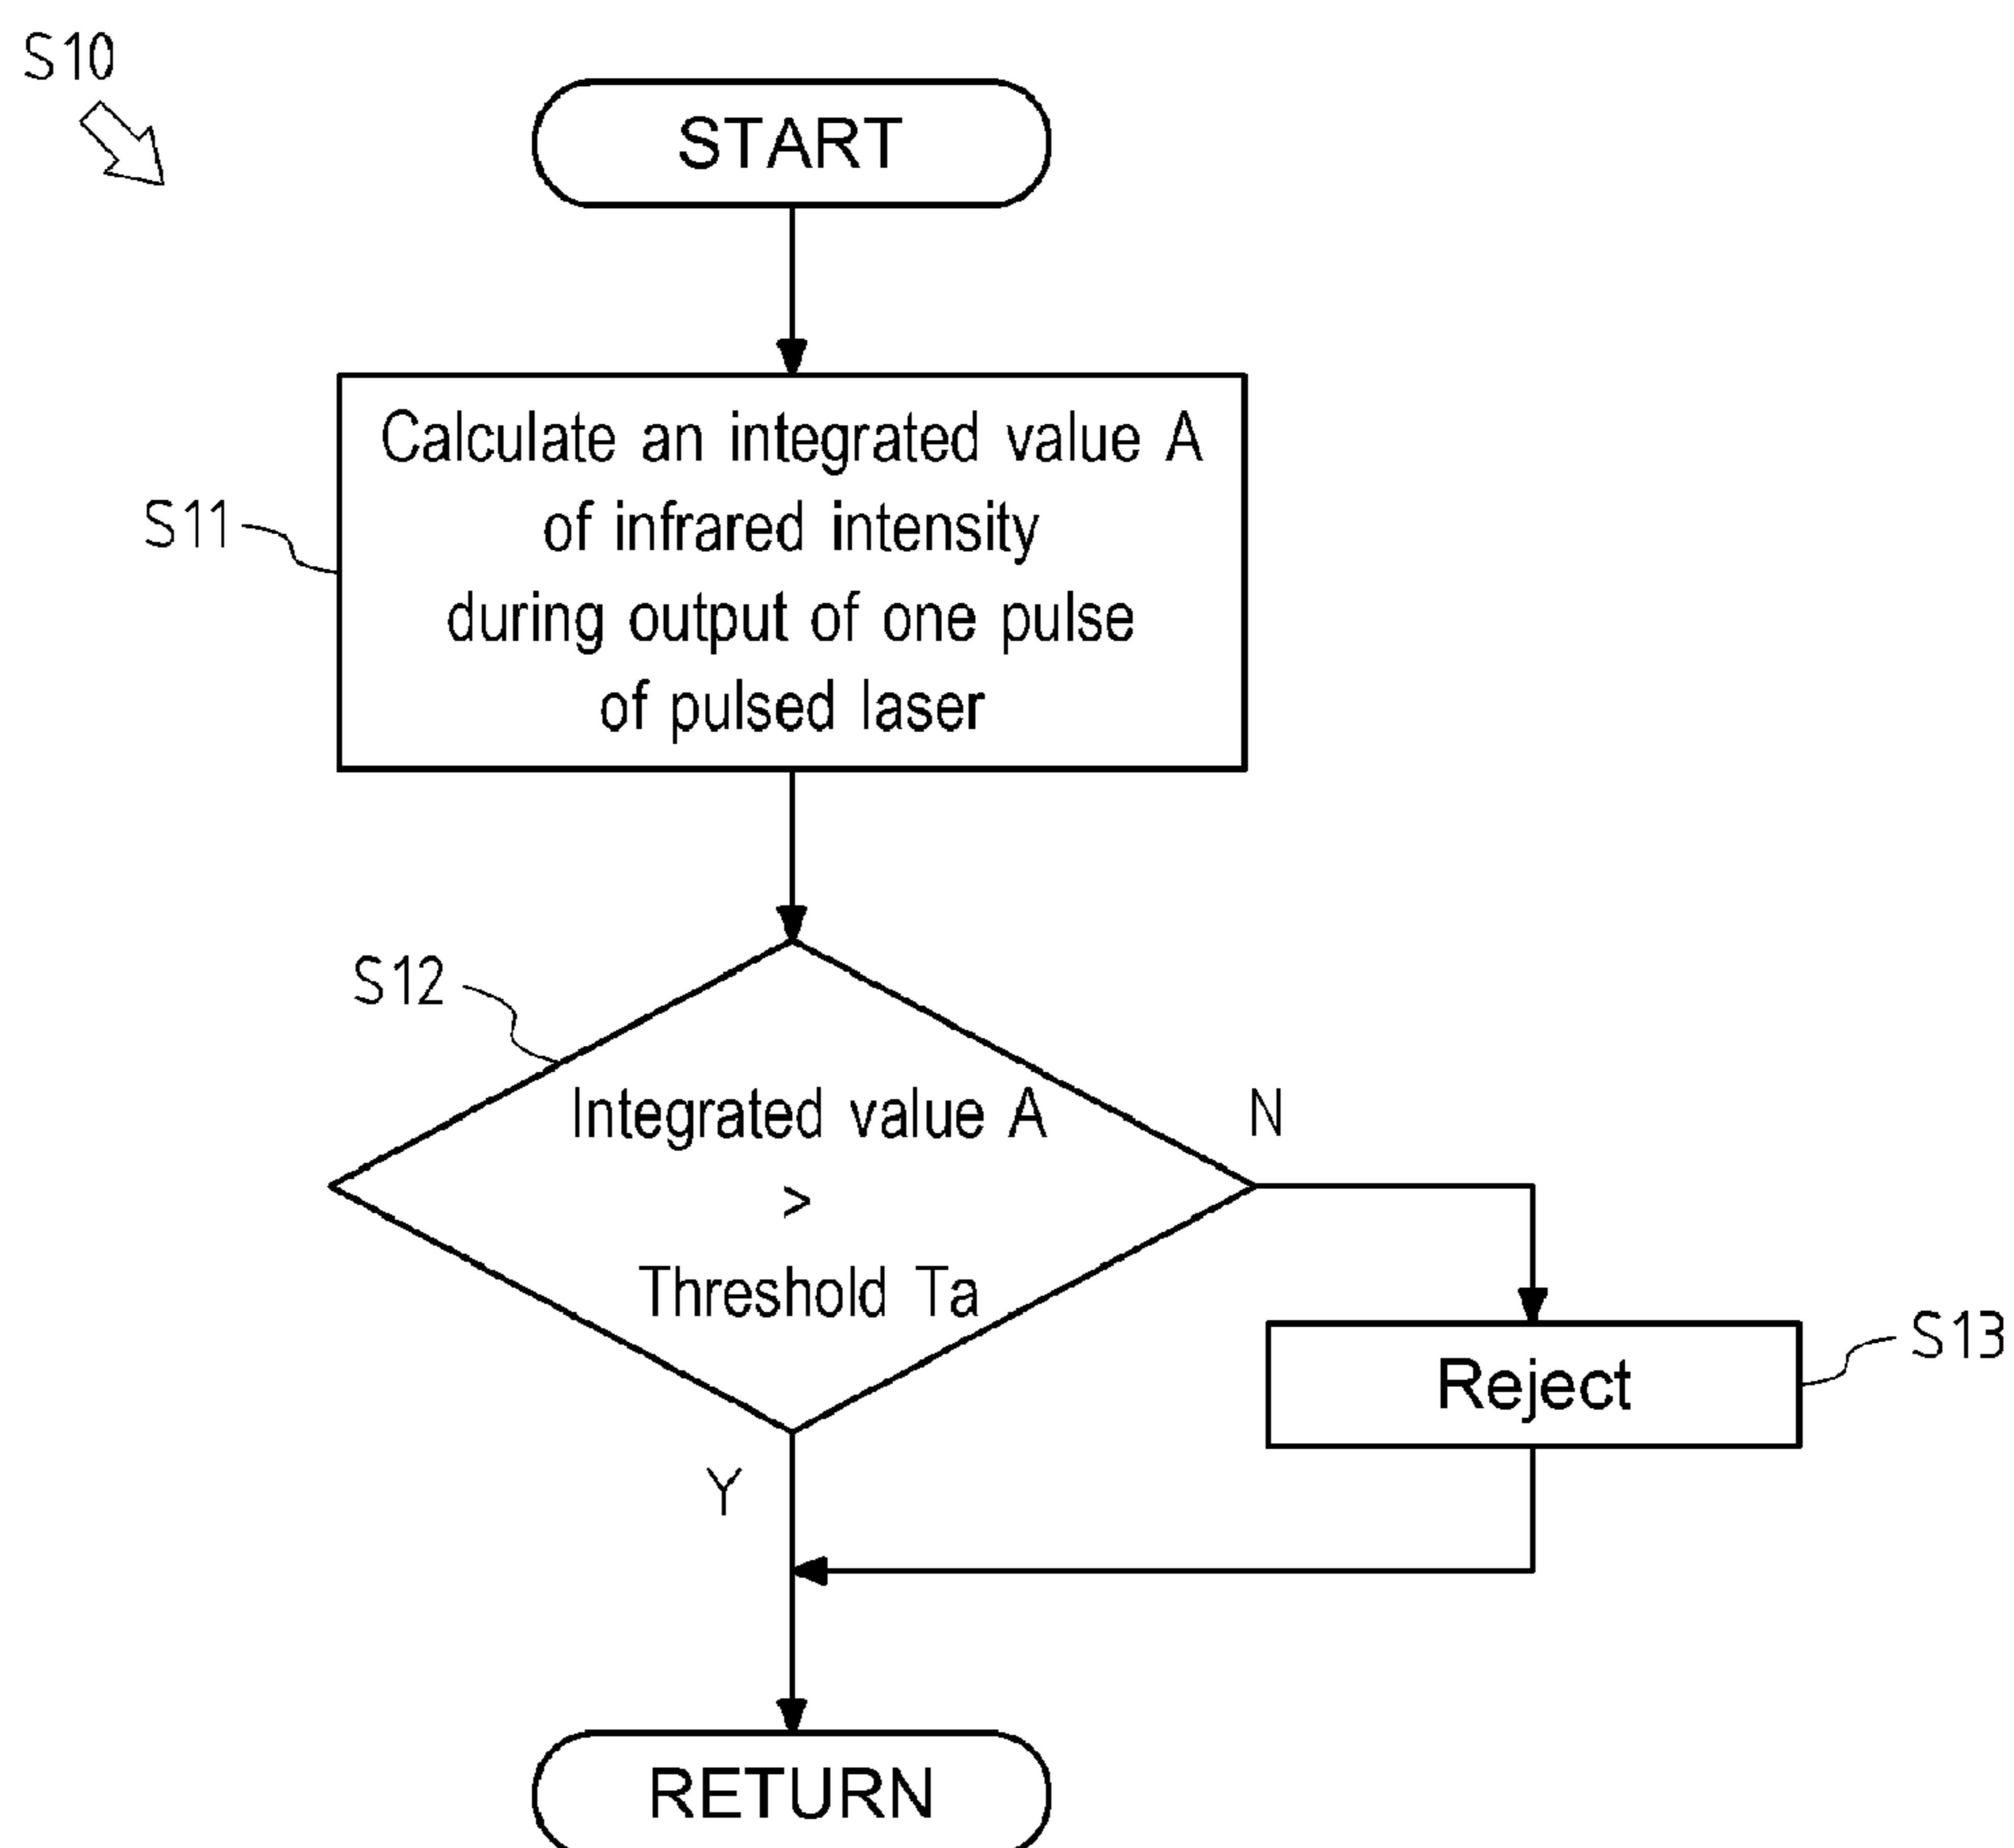 S10
START
S11
Calculate an integrated value A
of infrared intensity
during output of one pulse
of pulsed laser
S12
Integrated value A
>
Threshold Ta
N
Reject
S13
Y
RETURN